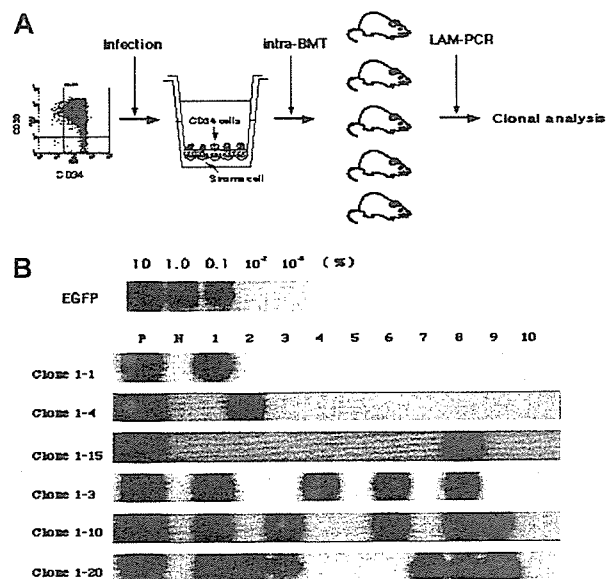 A
Infection
intra-BMT
LAM-PCR
CD34 cells
Stroma cell
Clonal analysis
CD34
B
10 1.0 0.1 10⁻² (%)
EGFP
P N 1 2 3 4 5 6 7 8 9 10
Clone 1-1
Clone 1-4
Clone 1-15
Clone 1-3
Clone 1-10
Clone 1-20